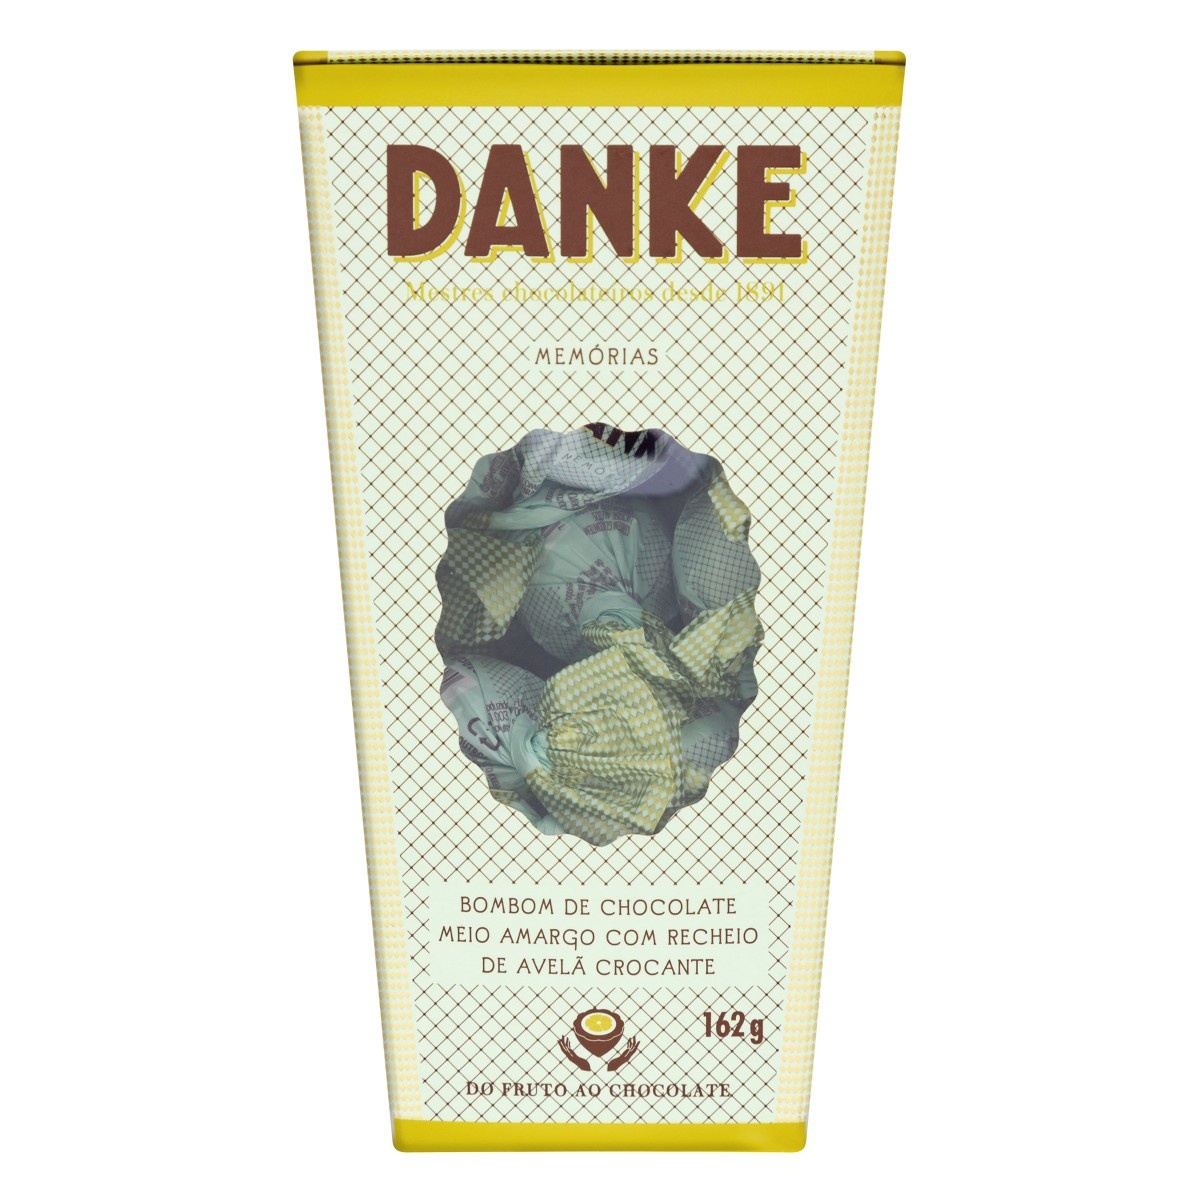 DANKE
Mestres chocolateiros desde 1891
MEMÓRIAS
BOMBOM DE CHOCOLATE
MEIO AMARGO COM RECHEIO
DE AVELÃ CROCANTE
162g
DO FRUTO AO CHOCOLATE